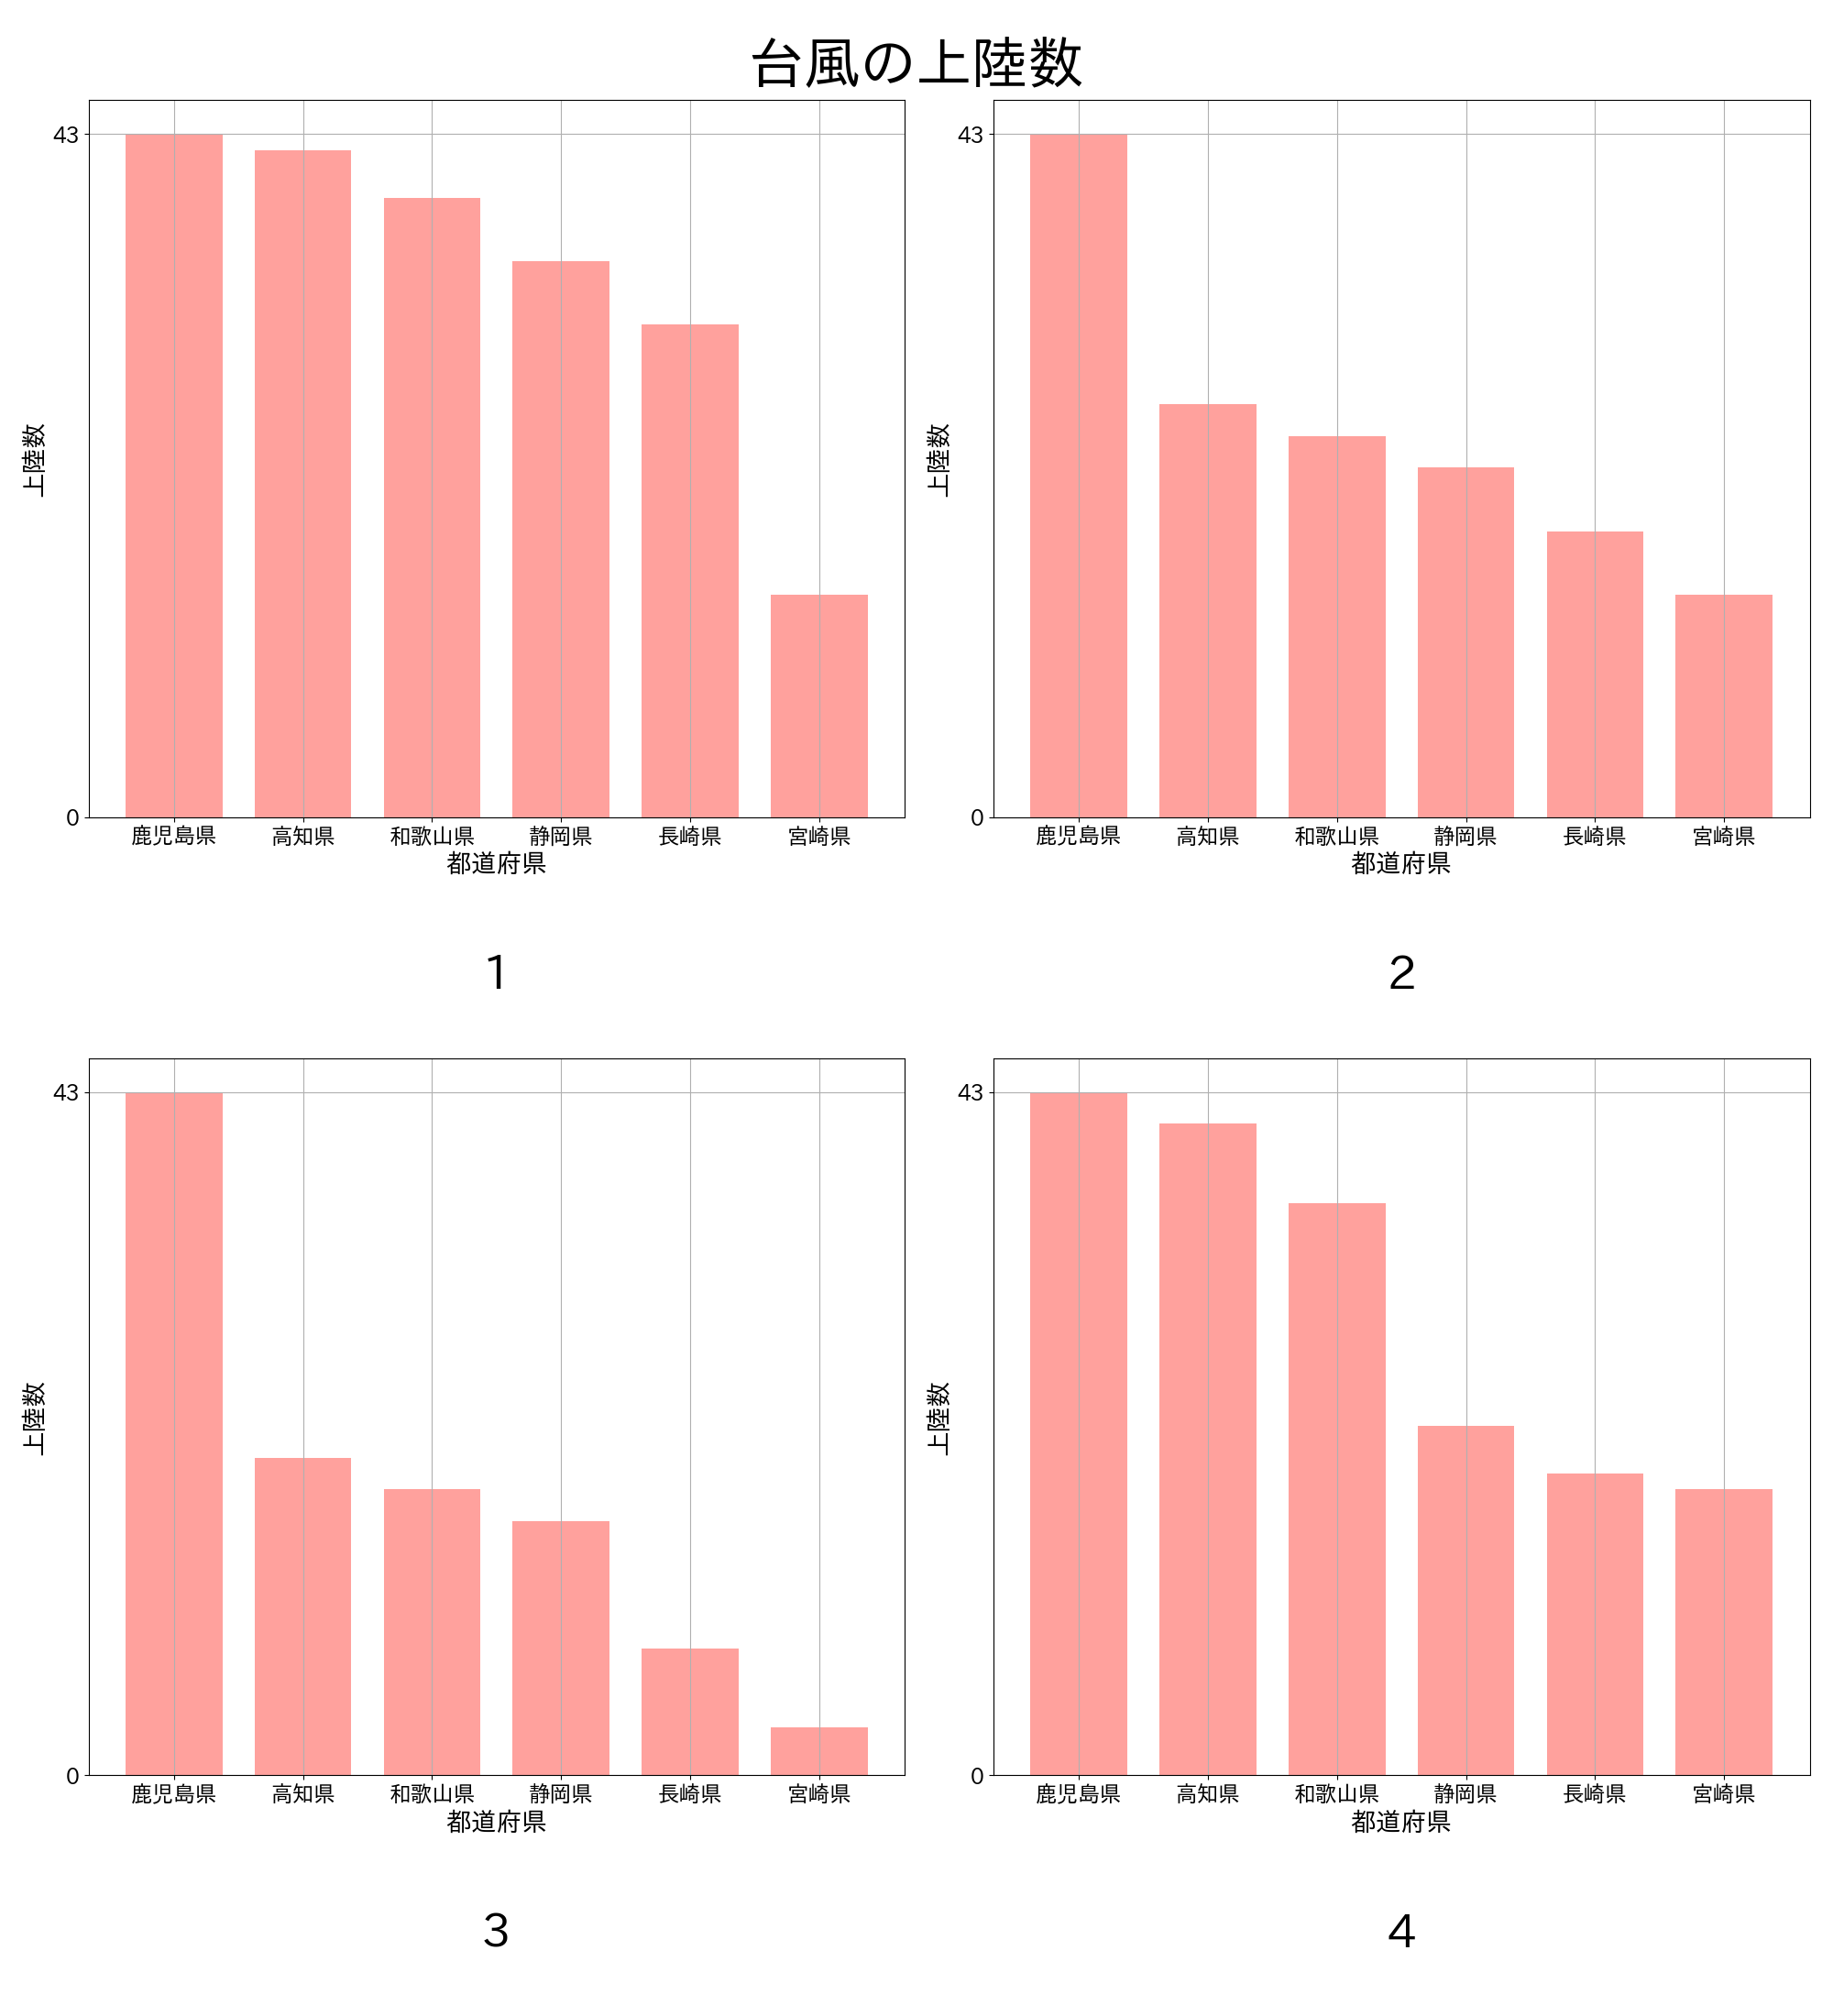 台風の上陸数
43
0
上陸数
鹿児島県 高知県 和歌山県 静岡県 長崎県 宮崎県
都道府県
1
43
0
上陸数
鹿児島県 高知県 和歌山県 静岡県 長崎県 宮崎県
都道府県
2
43
0
上陸数
鹿児島県 高知県 和歌山県 静岡県 長崎県 宮崎県
都道府県
3
43
0
上陸数
鹿児島県 高知県 和歌山県 静岡県 長崎県 宮崎県
都道府県
4